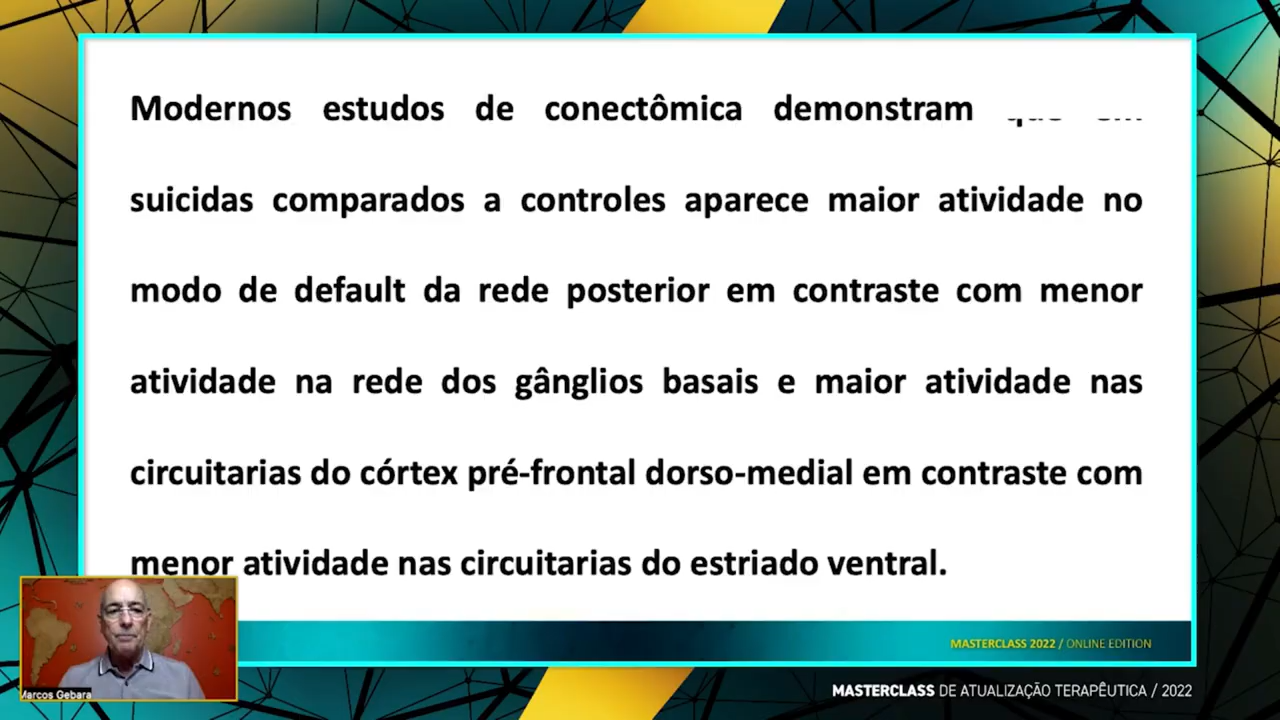 Modernos estudos de conectômica demonstram
suicidas comparados a controles aparece maior atividade no
modo de default da rede posterior em contraste com menor
atividade na rede dos gânglios basais e maior atividade nas
circuitarias do córtex pré-frontal dorso-medial em contraste com
menor atividade nas circuitarias do estriado ventral.
MASTERCLASS 2022 / ONLINE EDITION
Marcos Gebara
MASTERCLASS DE ATUALIZAÇÃO TERAPÊUTICA / 2022